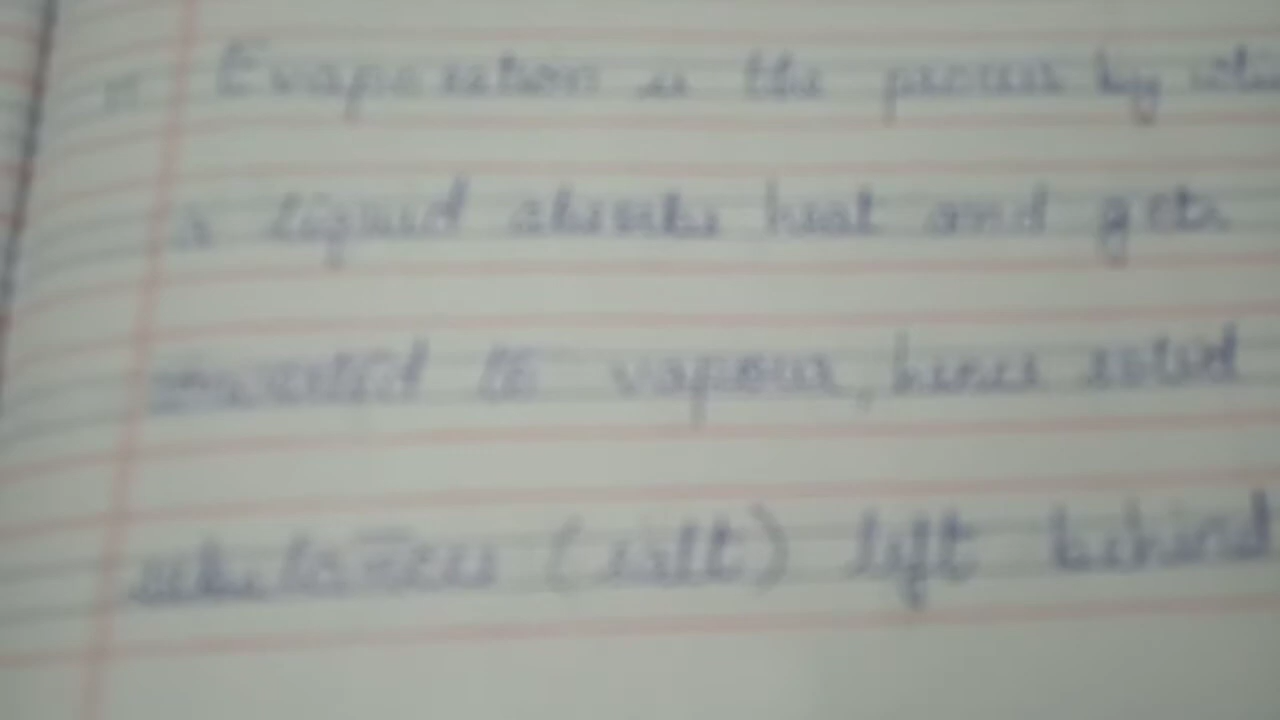 Evaporation is the process by
a liquid absorbs heat and gets
converted to vapour, hence solid
substances (salt) left behind